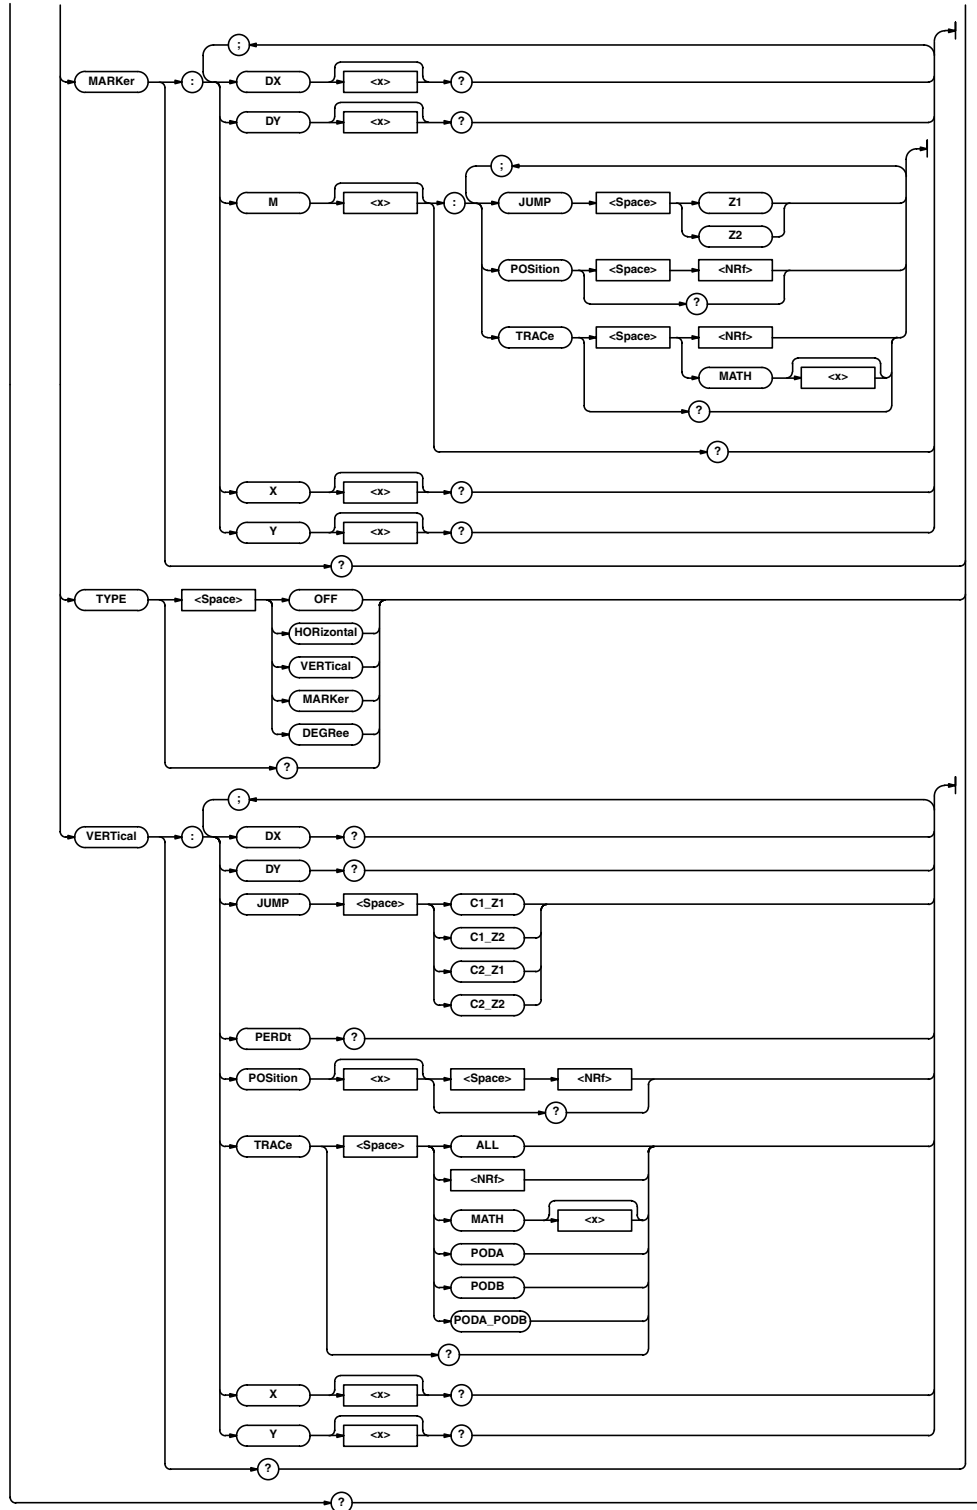 ;
MARKer : DX <x> ?
DY <x> ?
;
M <x> : JUMP <Space> Z1
Z2
POSition <Space> <NRf>
?
TRACe <Space> <NRf>
MATH <x>
?
?
X <x> ?
Y <x> ?
?
TYPE <Space> OFF
HORizontal
VERTical
MARKer
DEGRee
?
;
VERTical : DX ?
DY ?
JUMP <Space> C1_Z1
C1_Z2
C2_Z1
C2_Z2
PERDt ?
POSition <x> <Space> <NRf>
?
TRACe <Space> ALL
<NRf>
MATH <x>
PODA
PODB
PODA_PODB
?
X <x> ?
Y <x> ?
?
?